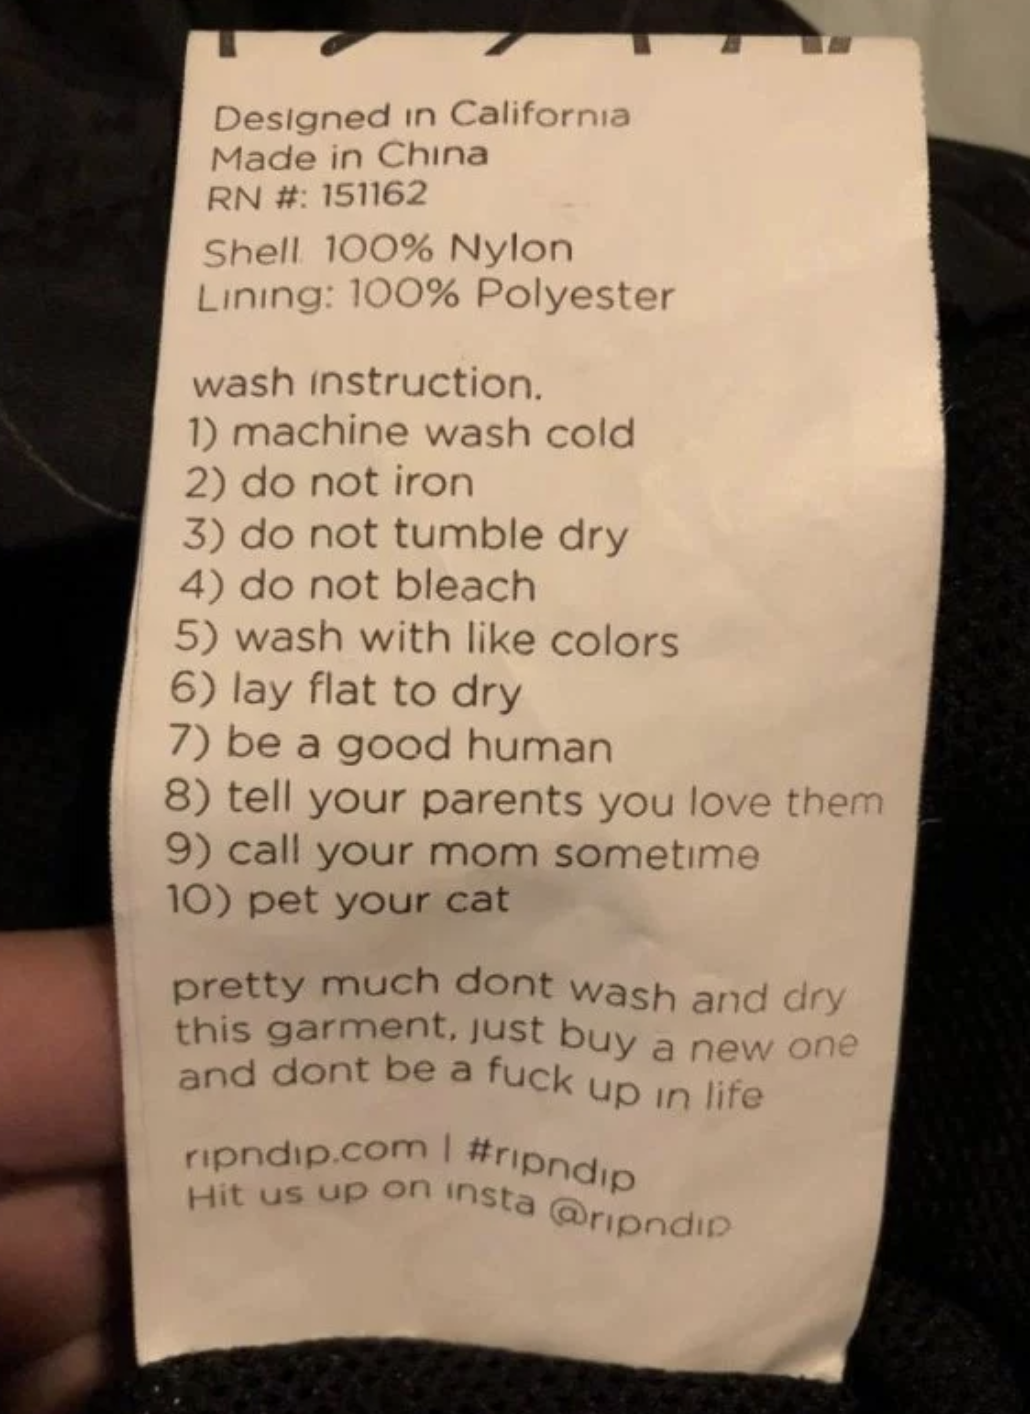 Designed in California
Made in China
RN #: 151162
Shell 100% Nylon
Lining: 100% Polyester
wash instruction.
1) machine wash cold
2) do not iron
3) do not tumble dry
4) do not bleach
5) wash with like colors
6) lay flat to dry
7) be a good human
8) tell your parents you love them
9) call your mom sometime
10) pet your cat
pretty much dont wash and dry
this garment, just buy a new one
and dont be a fuck up in life
ripndip.com | #ripndip
Hit us up on insta @ripndip